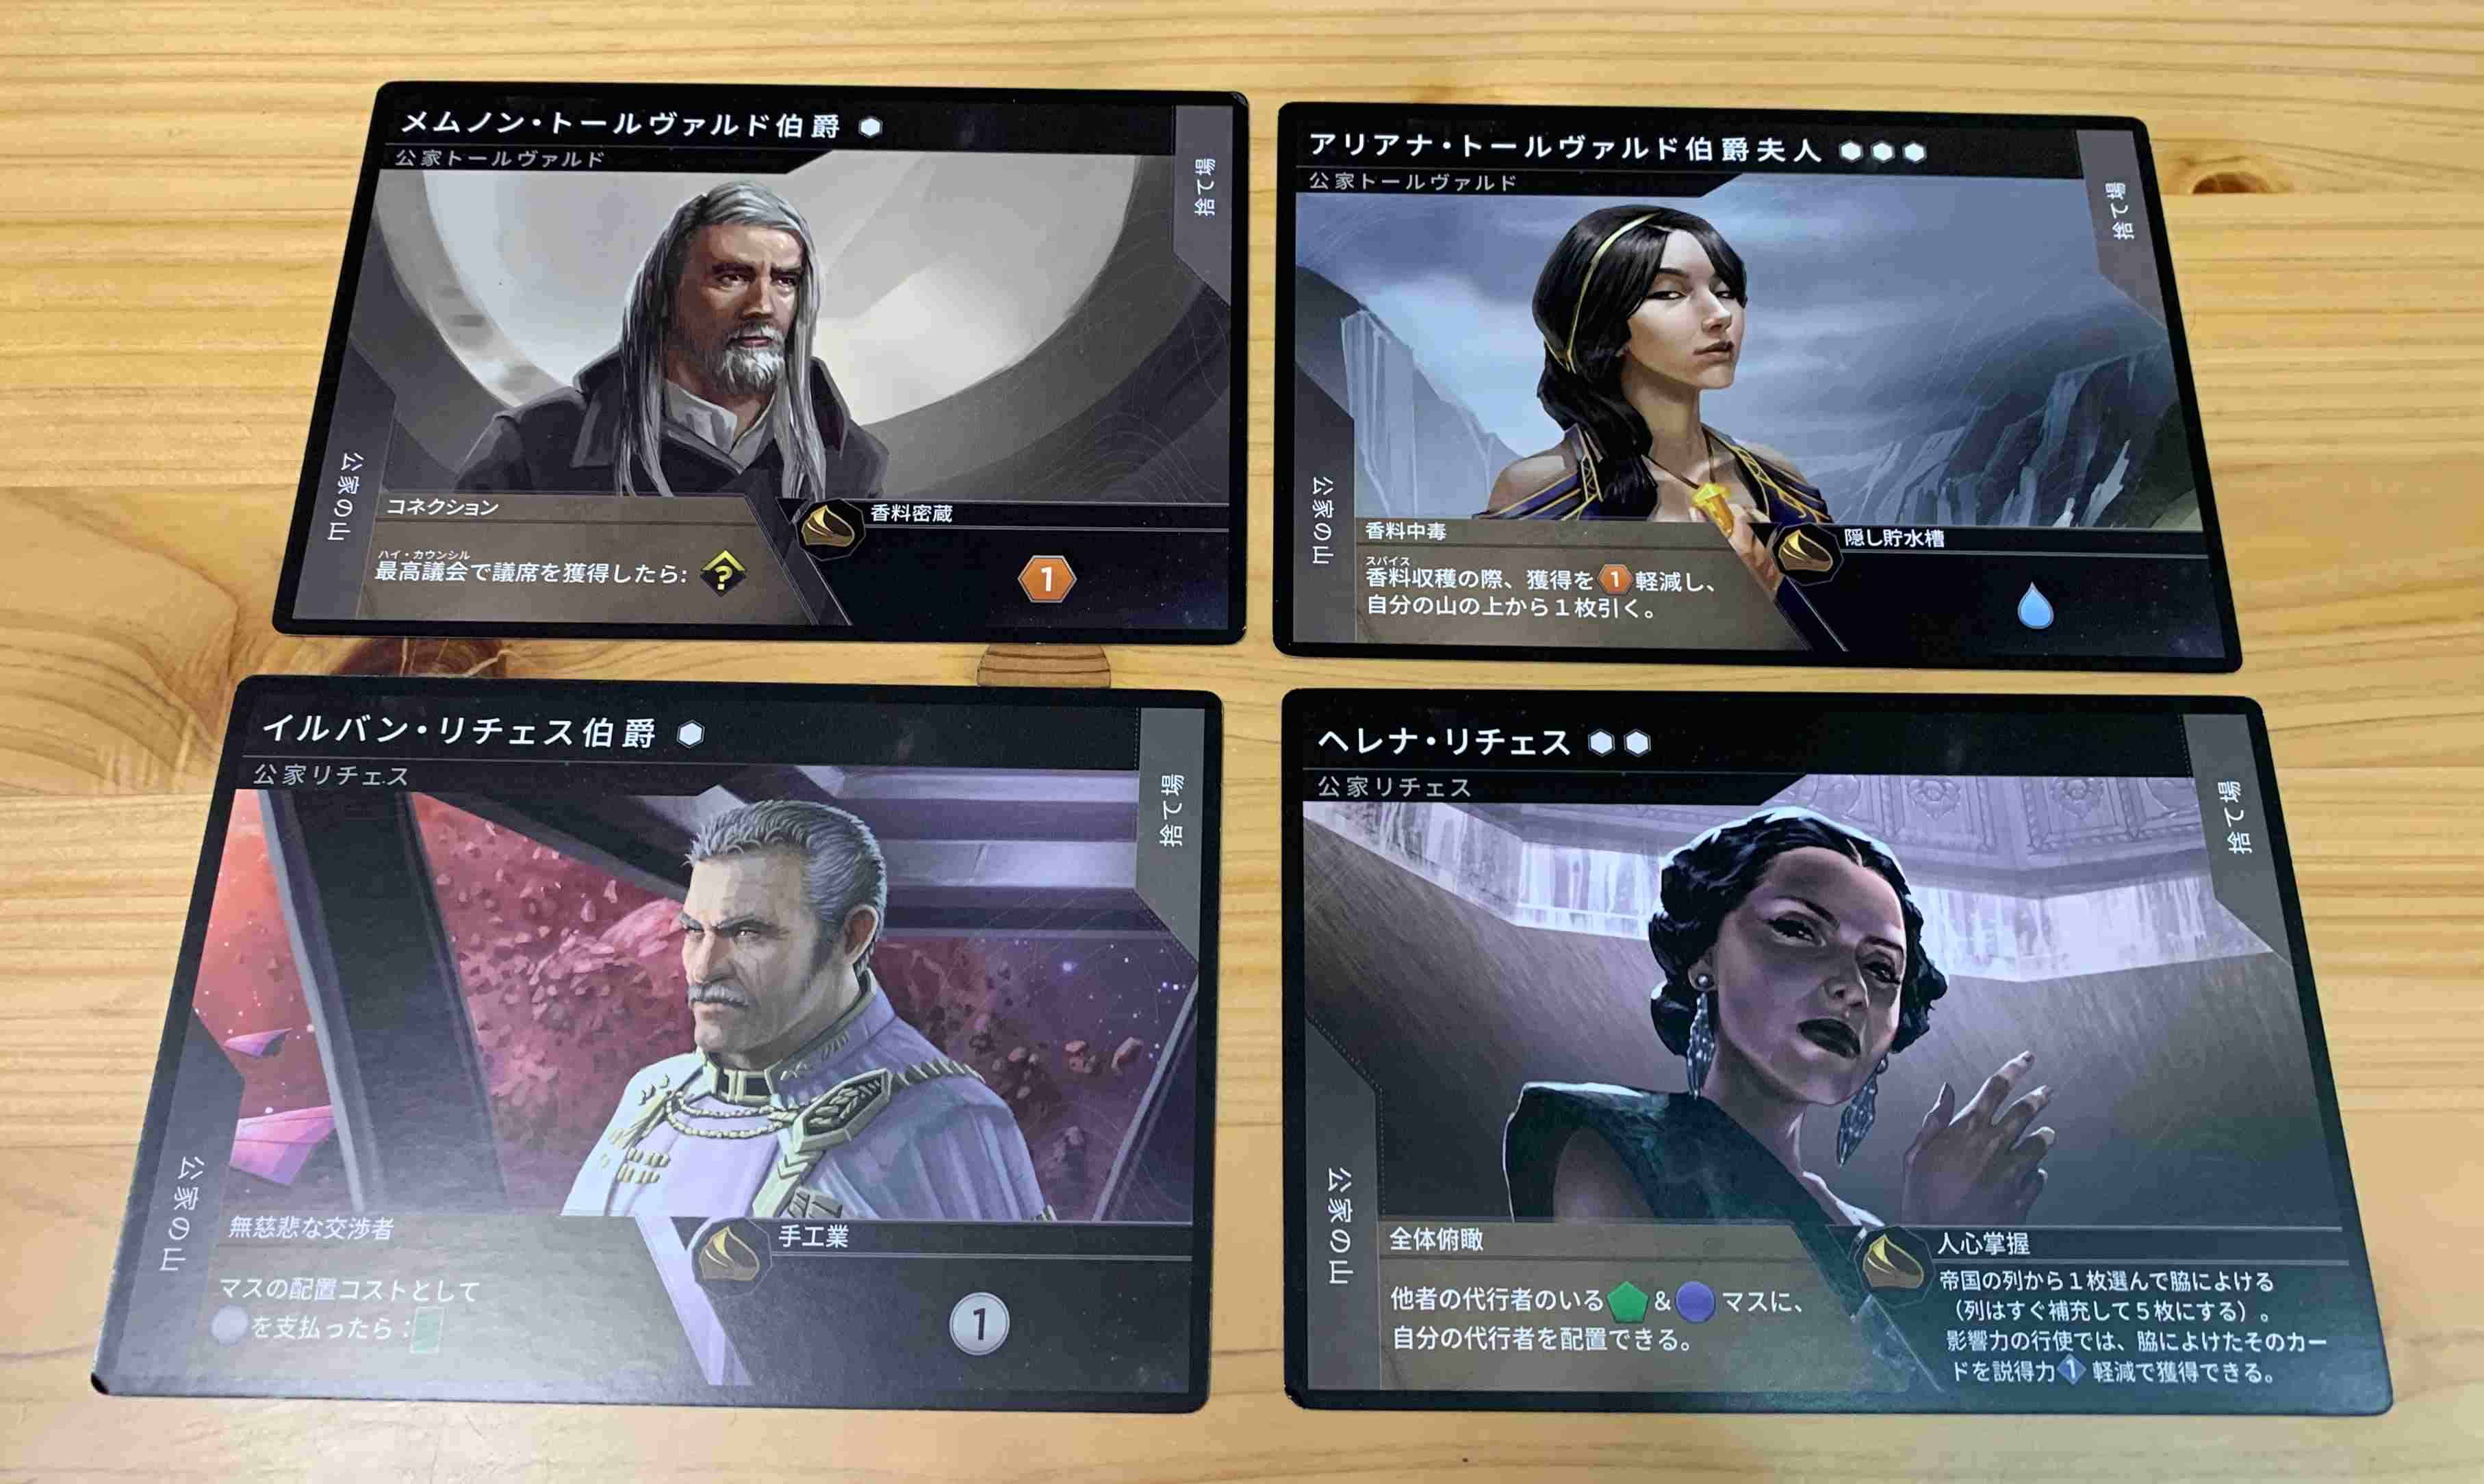 メムノン・トールヴァルド伯爵
公家トールヴァルド
捨て場
公家の山
コネクション
ハイ・カウンシル
最高議会で議席を獲得したら:
?
香料密蔵
1
アリアナ・トールヴァルド伯爵夫人
公家トールヴァルド
捨て場
公家の山
香料中毒
スパイス
香料収穫の際、獲得を1軽減し、
自分の山の上から1枚引く。
隠し貯水槽
イルバン・リチェス伯爵
公家リチェス
捨て場
公家の山
無慈悲な交渉者
マスの配置コストとして
を支払ったら:
手工業
1
ヘレナ・リチェス
公家リチェス
捨て場
公家の山
全体俯瞰
他者の代行者のいる&マスに、
自分の代行者を配置できる。
人心掌握
帝国の列から1枚選んで脇によける
(列はすぐ補充して5枚にする)。
影響力の行使では、脇によけたそのカー
ドを説得力1軽減で獲得できる。